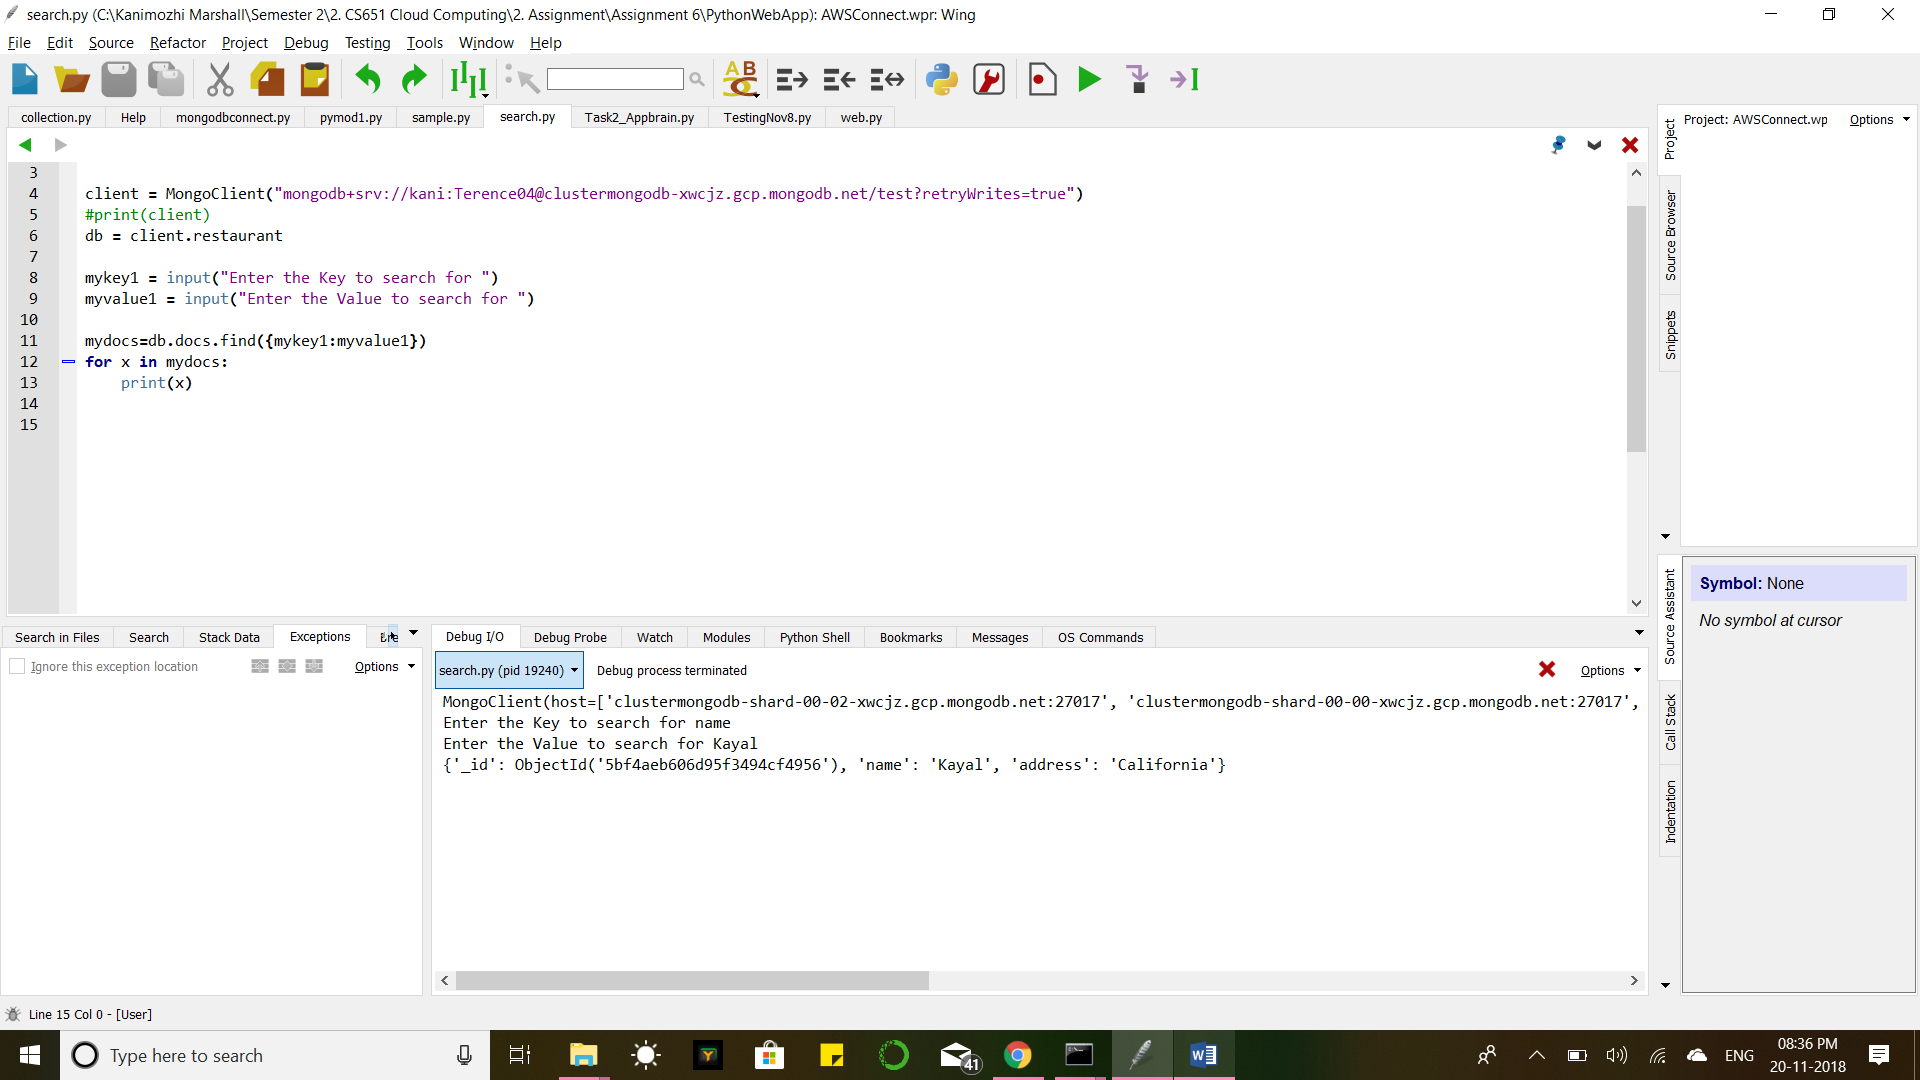 search.py (C:\Kanimozhi Marshall\Semester 2\2. CS651 Cloud Computing\2. Assignment\Assignment 6\PythonWebApp): AWSConnect.wpr: Wing
File Edit Source Refactor Project Debug Testing Tools Window Help
collection.py Help mongodbconnect.py pymod1.py sample.py search.py Task2_Appbrain.py TestingNov8.py web.py
Project: AWSConnect.wp Options
Project
Source Browser
Snippets
3
4 client = MongoClient("mongodb+srv://kani:Terence04@clustermongodb-xwcjz.gcp.mongodb.net/test?retryWrites=true")
5 #print(client)
6 db = client.restaurant
7
8 mykey1 = input("Enter the Key to search for ")
9 myvalue1 = input("Enter the Value to search for ")
10
11 mydocs=db.docs.find({mykey1:myvalue1})
12 for x in mydocs:
13 print(x)
14
15
Symbol: None
No symbol at cursor
Source Assistant
Call Stack
Indentation
Search in Files Search Stack Data Exceptions
Ignore this exception location Options
Debug I/O Debug Probe Watch Modules Python Shell Bookmarks Messages OS Commands
search.py (pid 19240) Debug process terminated Options
MongoClient(host=['clustermongodb-shard-00-02-xwcjz.gcp.mongodb.net:27017', 'clustermongodb-shard-00-00-xwcjz.gcp.mongodb.net:27017',
Enter the Key to search for name
Enter the Value to search for Kayal
{'_id': ObjectId('5bf4aeb606d95f3494cf4956'), 'name': 'Kayal', 'address': 'California'}
Line 15 Col 0 - [User]
Type here to search
41
ENG
08:36 PM
20-11-2018